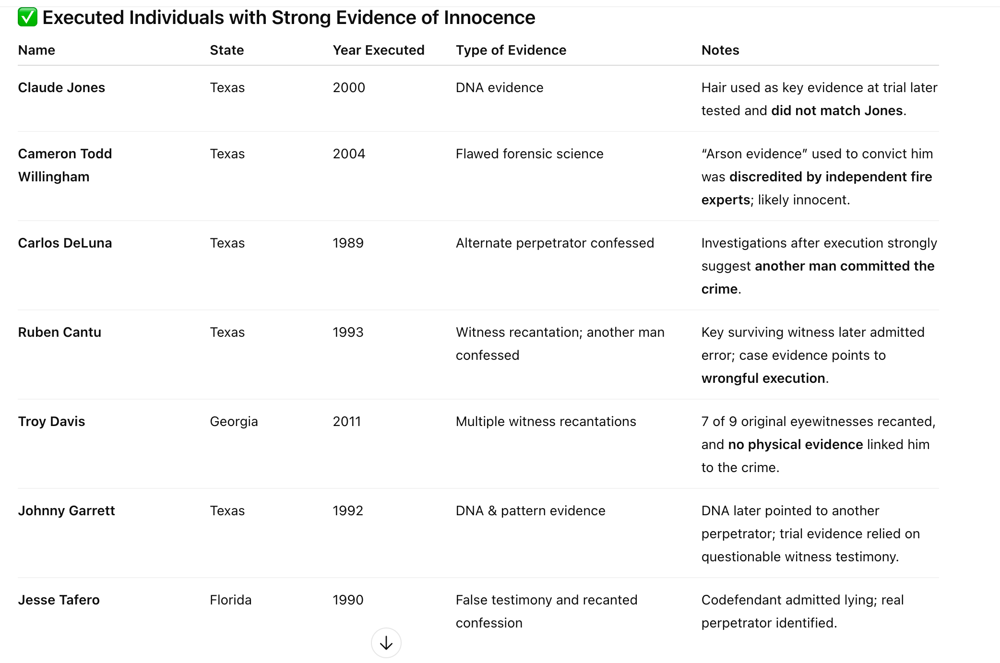 ✅ Executed Individuals with Strong Evidence of Innocence
Name State Year Executed Type of Evidence Notes
Claude Jones Texas 2000 DNA evidence Hair used as key evidence at trial later
tested and did not match Jones.
Cameron Todd Texas 2004 Flawed forensic science “Arson evidence” used to convict him
Willingham was discredited by independent fire
experts; likely innocent.
Carlos DeLuna Texas 1989 Alternate perpetrator confessed Investigations after execution strongly
suggest another man committed the
crime.
Ruben Cantu Texas 1993 Witness recantation; another man Key surviving witness later admitted
confessed error; case evidence points to
wrongful execution.
Troy Davis Georgia 2011 Multiple witness recantations 7 of 9 original eyewitnesses recanted,
and no physical evidence linked him
to the crime.
Johnny Garrett Texas 1992 DNA & pattern evidence DNA later pointed to another
perpetrator; trial evidence relied on
questionable witness testimony.
Jesse Tafero Florida 1990 False testimony and recanted Codefendant admitted lying; real
confession perpetrator identified.